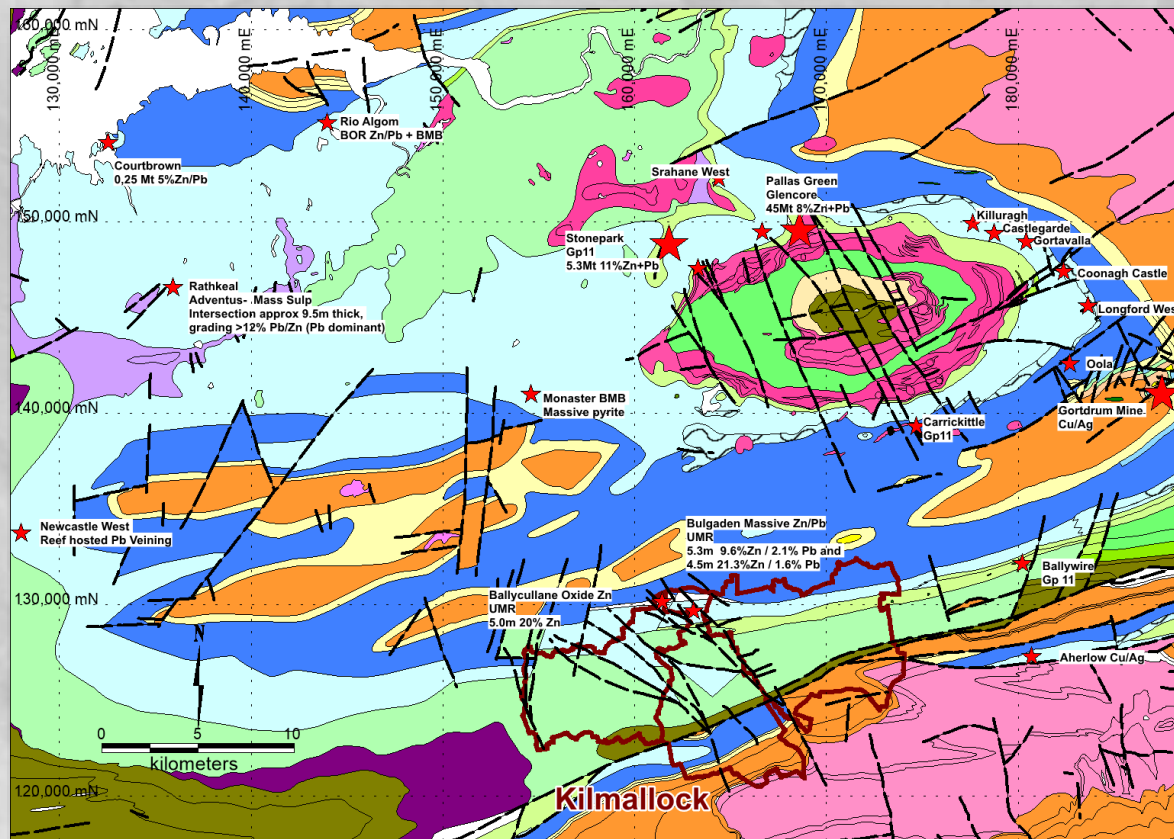 160,000 mN
130,000 mE
140,000 mE
150,000 mE
160,000 mE
170,000 mE
180,000 mE
Rio Algom
BOR Zn/Pb + BMB
Courtbrown
0,25 Mt 5%Zn/Pb
Srahane West
Pallas Green
Glencore
45Mt 8%Zn+Pb
150,000 mN
Killuragh
Castlegarde
Gortavalla
Stonepark
Gp11
5.3Mt 11%Zn+Pb
Coonagh Castle
Rathkeal
Adventus- .Mass Sulp
Intersection approx 9.5m thick,
grading >12% Pb/Zn (Pb dominant)
Longford Wes
Oola
Monaster BMB
Massive pyrite
140,000 mN
Gortdrum Mine.
Cu/Ag
Carrickittle
Gp11
Newcastle West
Reef hosted Pb Veining
Bulgaden Massive Zn/Pb
UMR
5.3m 9.6%Zn / 2.1% Pb and
4.5m 21.3%Zn / 1.6% Pb
Ballywire
Gp 11
130,000 mN
Ballycullane Oxide Zn
UMR
5.0m 20% Zn
N
Aherlow Cu/Ag
0 5 10
kilometers
120,000 mN
Kilmallock